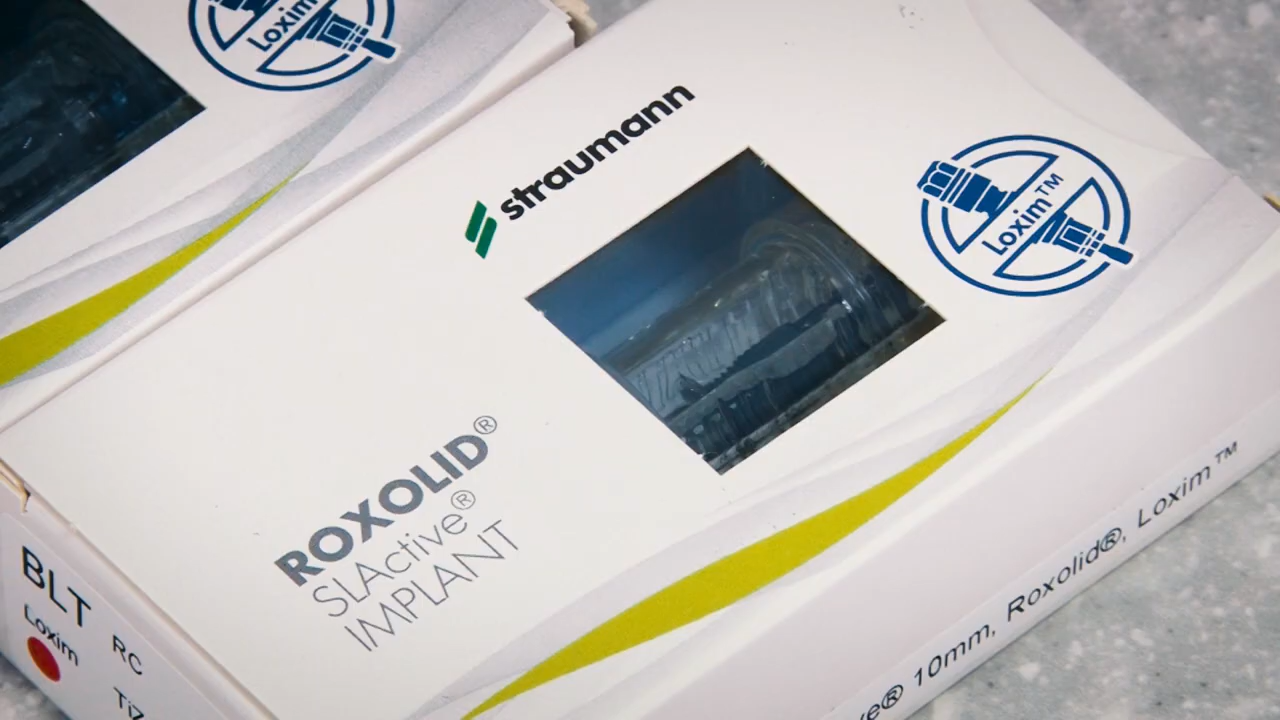 Loxim
straumann
Loxim™
ROXOLID®
SLActive®
IMPLANT
BLT
Loxim
RC
e® 10mm, Roxolid®, Loxim™